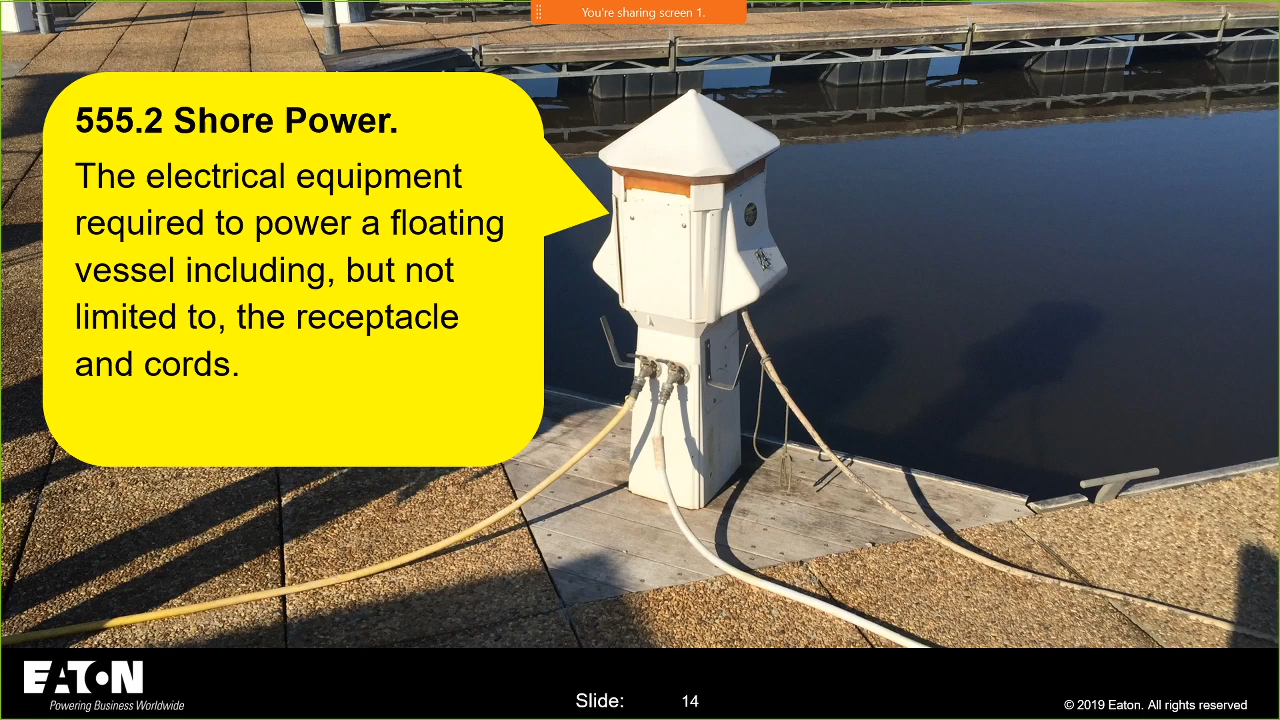 You're sharing screen 1.
555.2 Shore Power.
The electrical equipment
required to power a floating
vessel including, but not
limited to, the receptacle
and cords.
EATON
Powering Business Worldwide
Slide: 14
© 2019 Eaton. All rights reserved